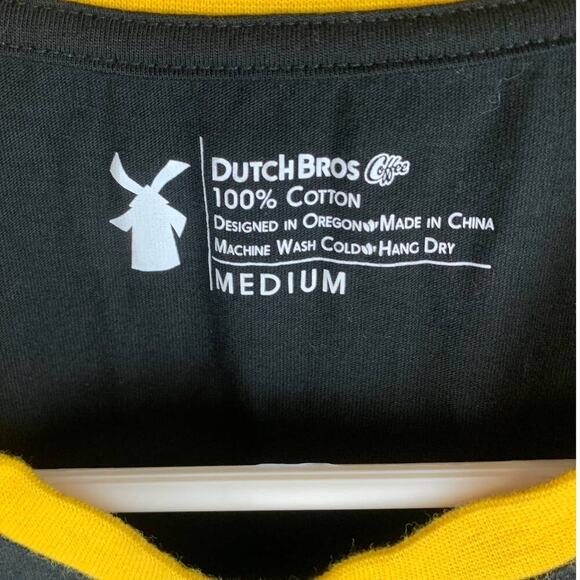 DUTCH BROS Coffee
100% COTTON
DESIGNED IN OREGON MADE IN CHINA
MACHINE WASH COLD HANG DRY
MEDIUM